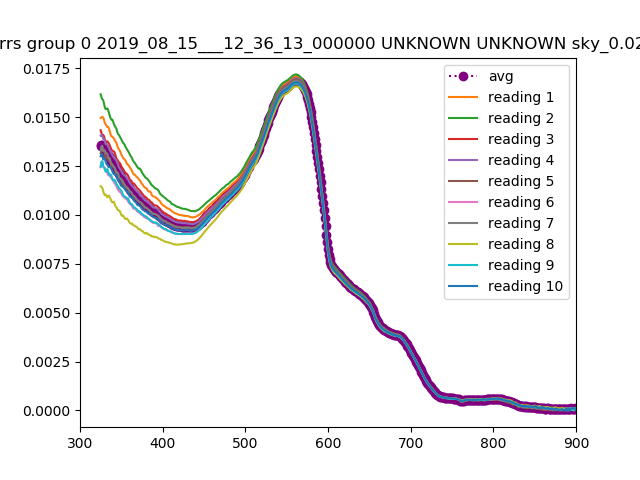 rrs group 0 2019_08_15___12_36_13_000000 UNKNOWN UNKNOWN sky_0.02
0.0175
0.0150
0.0125
0.0100
0.0075
0.0050
0.0025
0.0000
300 400 500 600 700 800 900
avg
reading 1
reading 2
reading 3
reading 4
reading 5
reading 6
reading 7
reading 8
reading 9
reading 10